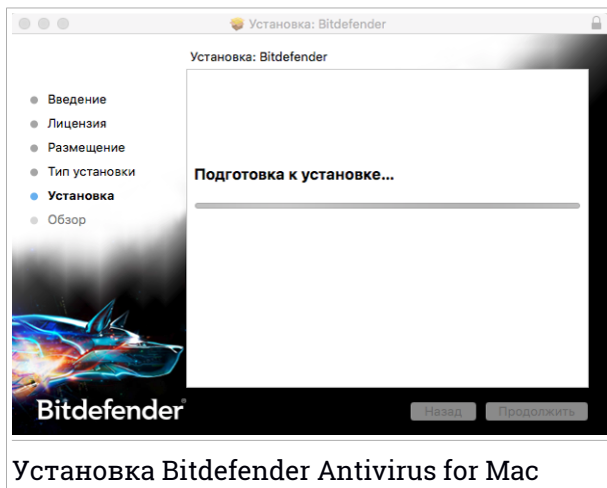 Установка: Bitdefender
Установка: Bitdefender
Введение
Лицензия
Размещение
Тип установки
Установка
Обзор
Подготовка к установке...
Bitdefender
Назад
Продолжить
Установка Bitdefender Antivirus for Mac